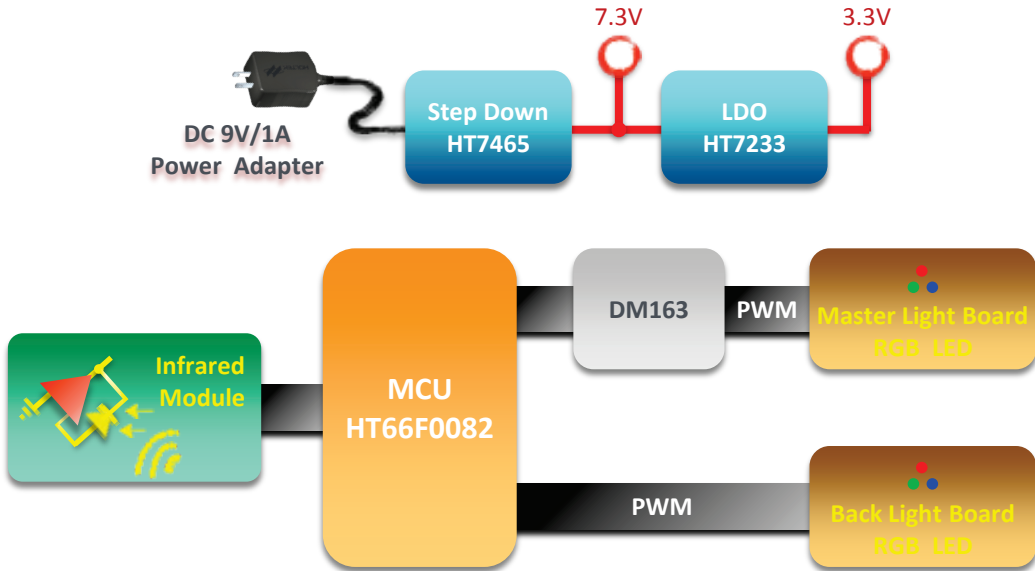 7.3V
3.3V
Step Down
HT7465
LDO
HT7233
DC 9V/1A
Power Adapter
DM163
PWM
Master Light Board
RGB LED
Infrared
Module
MCU
HT66F0082
PWM
Back Light Board
RGB LED